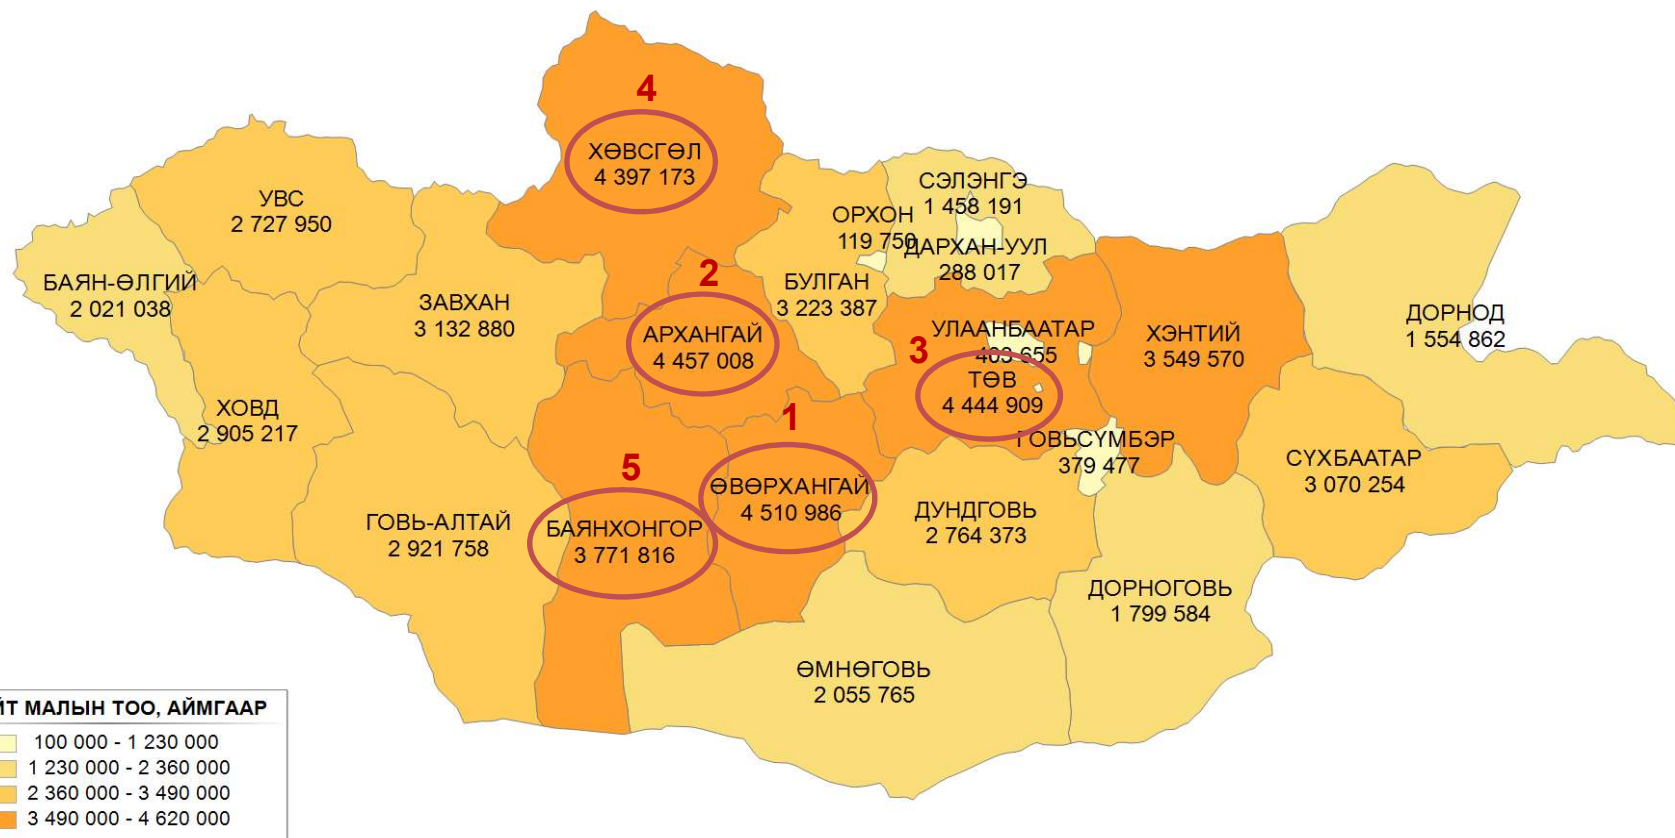 4
ХӨВСГӨЛ
4 397 173
УВС
2 727 950
СЭЛЭНГЭ
1 458 191
ОРХОН
119 750
ДАРХАН-УУЛ
288 017
БАЯН-ӨЛГИЙ
2 021 038
ЗАВХАН
3 132 880
2
АРХАНГАЙ
4 457 008
БУЛГАН
3 223 387
УЛААНБААТАР
403 655
3
ТӨВ
4 444 909
ХЭНТИЙ
3 549 570
ДОРНОД
1 554 862
ХОВД
2 905 217
1
ӨВӨРХАНГАЙ
4 510 986
ГОВЬСҮМБЭР
379 477
СҮХБААТАР
3 070 254
5
БАЯНХОНГОР
3 771 816
ГОВЬ-АЛТАЙ
2 921 758
ДУНДГОВЬ
2 764 373
ДОРНОГОВЬ
1 799 584
ӨМНӨГОВЬ
2 055 765
ЙТ МАЛЫН ТОО, АЙМГААР
100 000 - 1 230 000
1 230 000 - 2 360 000
2 360 000 - 3 490 000
3 490 000 - 4 620 000